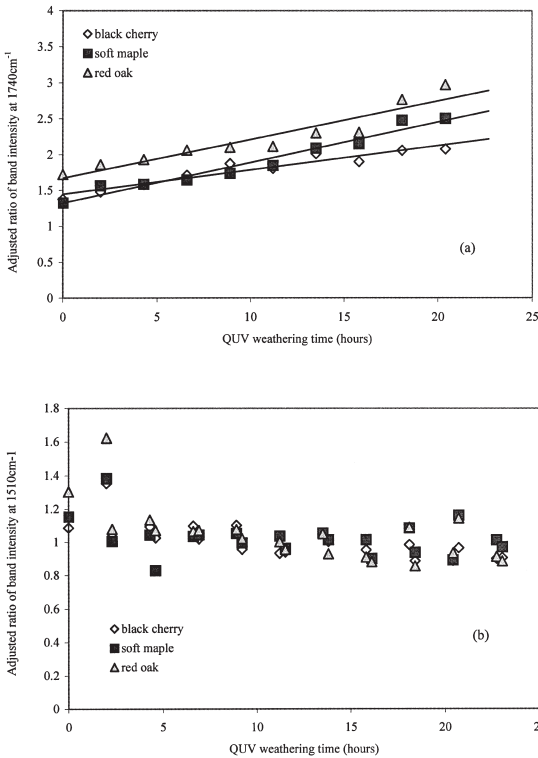 4
3.5
3
2.5
2
1.5
1
0.5
0
black cherry
soft maple
red oak
(a)
Adjusted ratio of band intensity at 1740cm-1
0 5 10 15 20 25
QUV weathering time (hours)
1.8
1.6
1.4
1.2
1
0.8
0.6
0.4
0.2
0
black cherry
soft maple
red oak
(b)
Adjusted ratio of band intensity at 1510cm-1
0 5 10 15 20
QUV weathering time (hours)